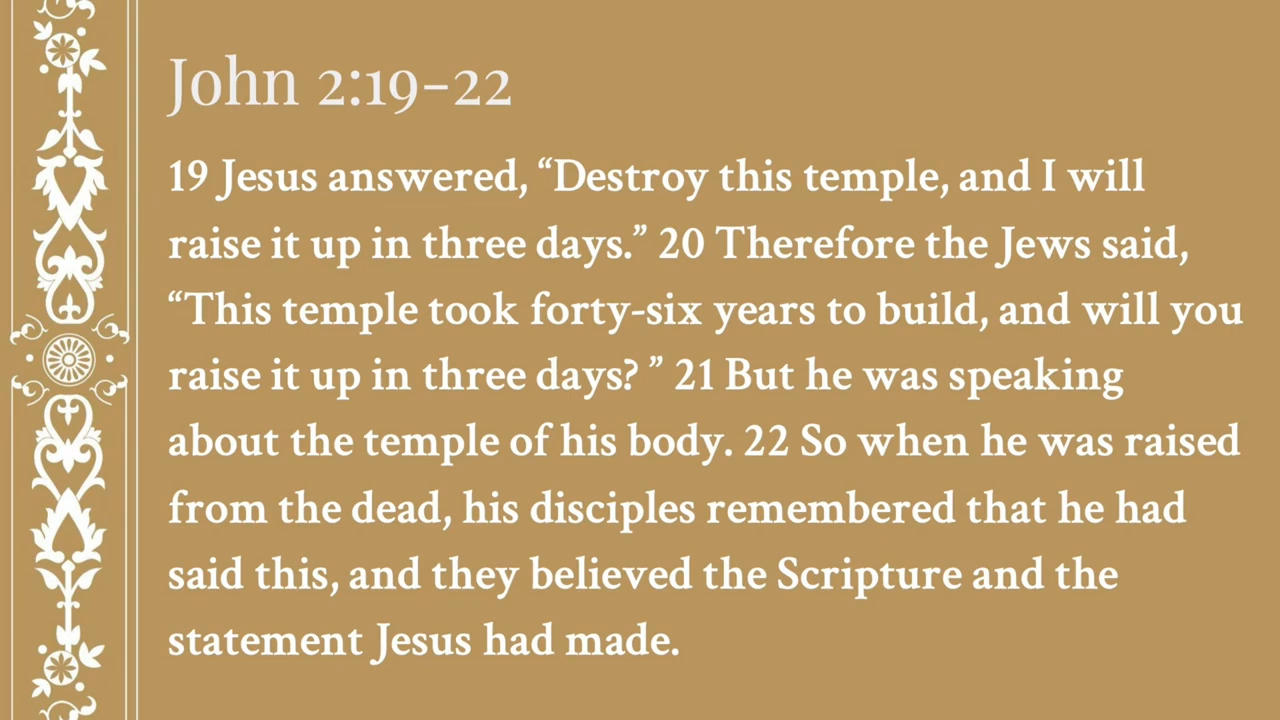 John 2:19–22
19 Jesus answered, “Destroy this temple, and I will
raise it up in three days.” 20 Therefore the Jews said,
“This temple took forty-six years to build, and will you
raise it up in three days? ” 21 But he was speaking
about the temple of his body. 22 So when he was raised
from the dead, his disciples remembered that he had
said this, and they believed the Scripture and the
statement Jesus had made.